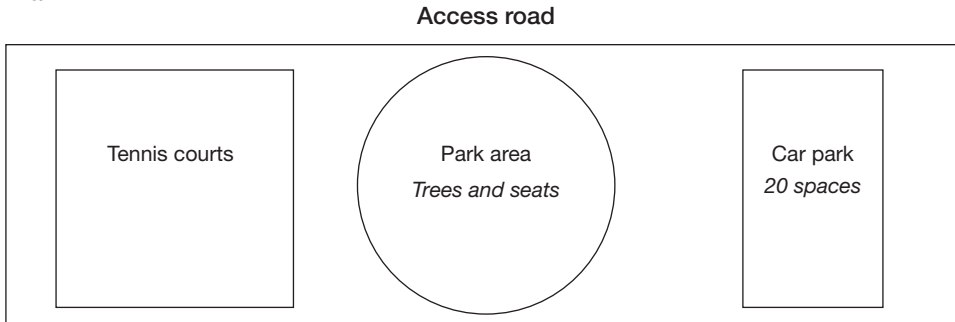 Access road
Tennis courts
Park area
Trees and seats
Car park
20 spaces